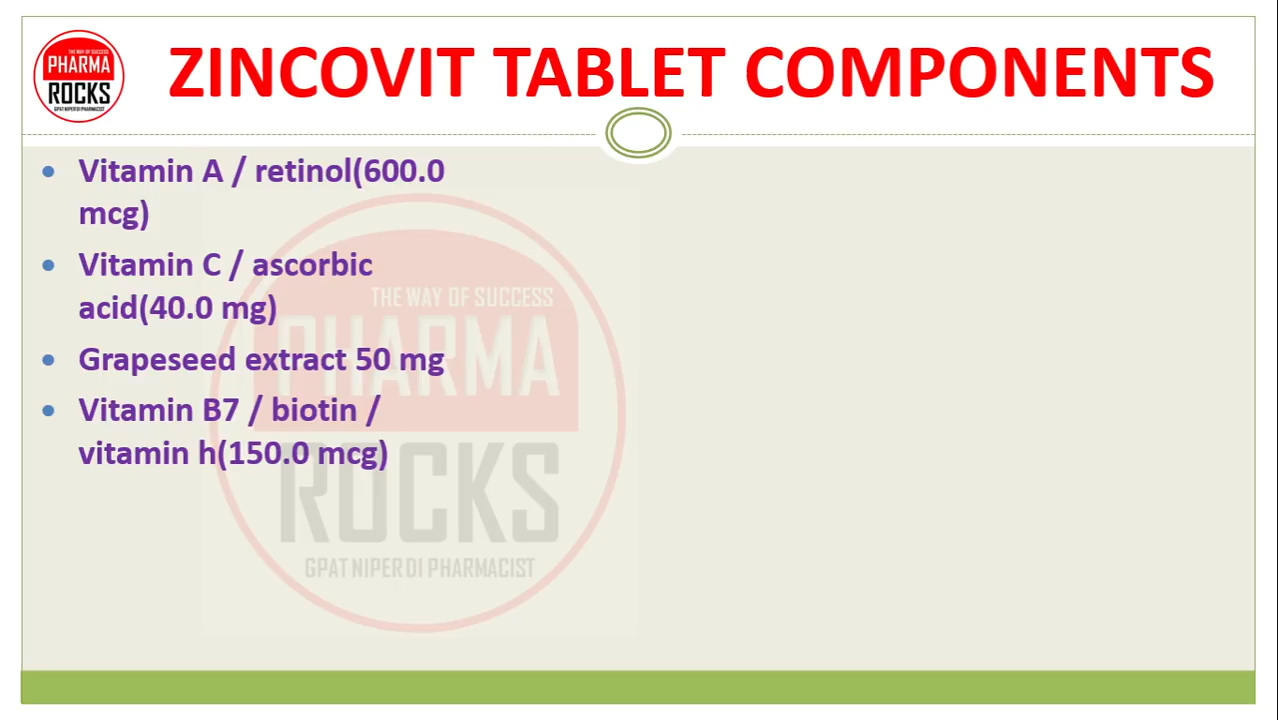 THE WAY OF SUCCESS
PHARMA
ROCKS
GPAT NIPER DI PHARMACIST
ZINCOVIT TABLET COMPONENTS
• Vitamin A / retinol(600.0
mcg)
• Vitamin C / ascorbic
acid(40.0 mg)
• Grapeseed extract 50 mg
• Vitamin B7 / biotin /
vitamin h(150.0 mcg)
THE WAY OF SUCCESS
PHARMA
ROCKS
GPAT NIPER DI PHARMACIST